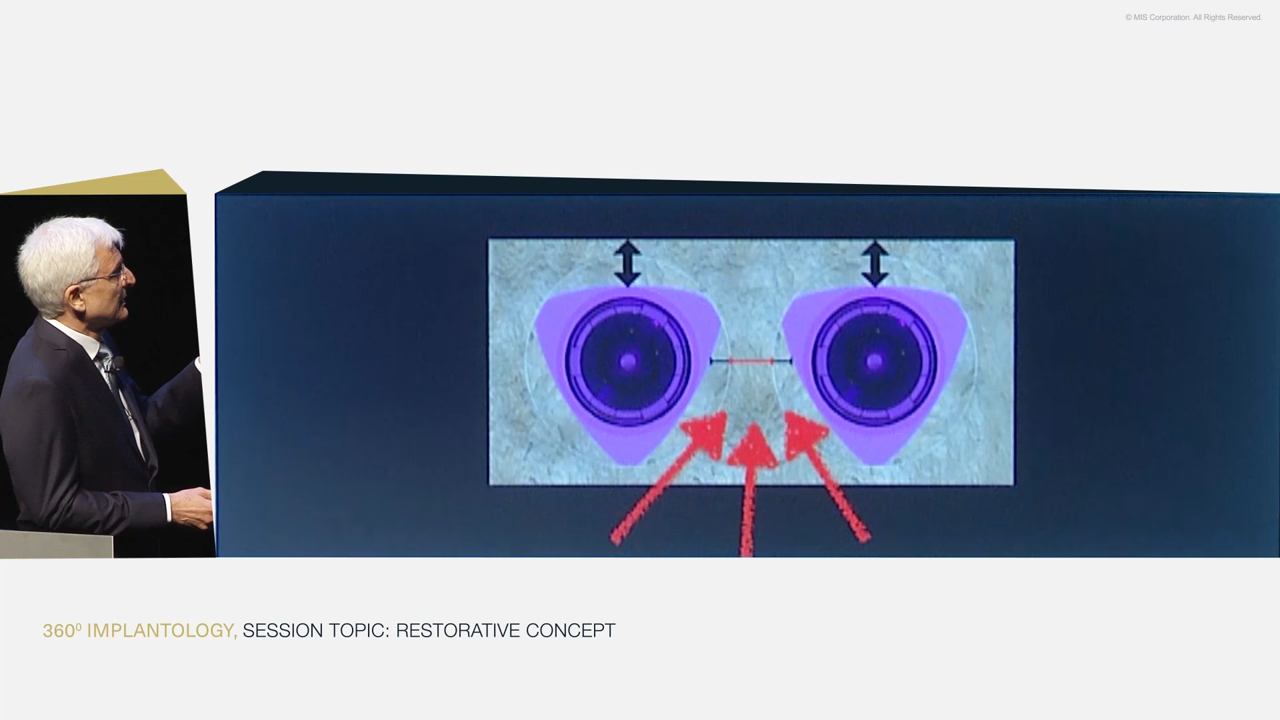 © MIS Corporation. All Rights Reserved.
360⁰ IMPLANTOLOGY, SESSION TOPIC: RESTORATIVE CONCEPT